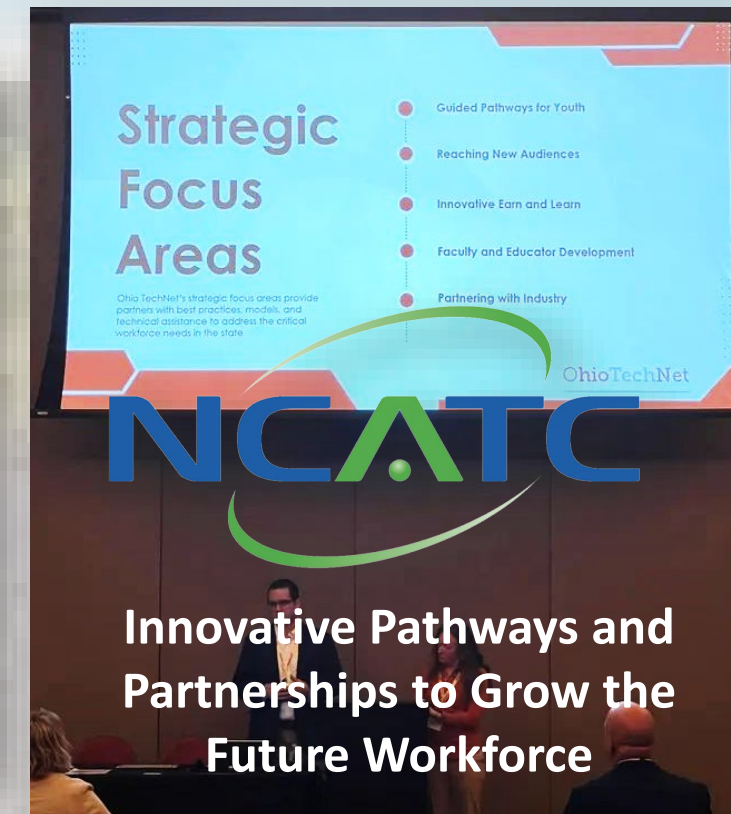 Strategic
Focus
Areas
Ohio TechNet's strategic focus areas provide
partners with best practices, models, and
technical assistance to address the critical
workforce needs in the state
Guided Pathways for Youth
Reaching New Audiences
Innovative Earn and Learn
Faculty and Educator Development
Partnering with Industry
OhioTechNet
NCATC
Innovative Pathways and
Partnerships to Grow the
Future Workforce